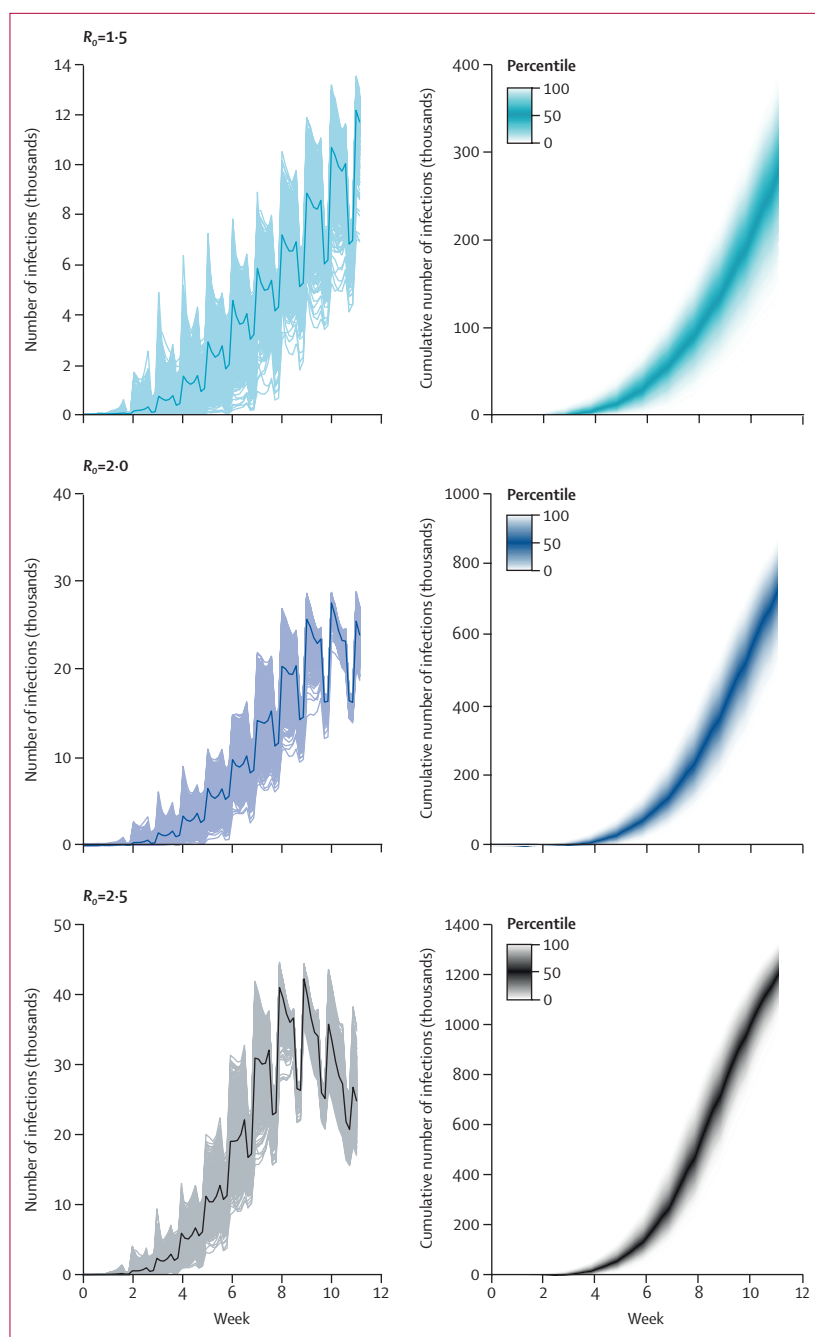 R₀=1·5
Number of infections (thousands)
14
12
10
8
6
4
2
0
Cumulative number of infections (thousands)
400
300
200
100
0
Percentile
100
50
0
R₀=2·0
Number of infections (thousands)
40
30
20
10
0
Cumulative number of infections (thousands)
1000
800
600
400
200
0
Percentile
100
50
0
R₀=2·5
Number of infections (thousands)
50
40
30
20
10
0
0 2 4 6 8 10 12
Week
Cumulative number of infections (thousands)
1400
1200
1000
800
600
400
200
0
Percentile
100
50
0
0 2 4 6 8 10 12
Week